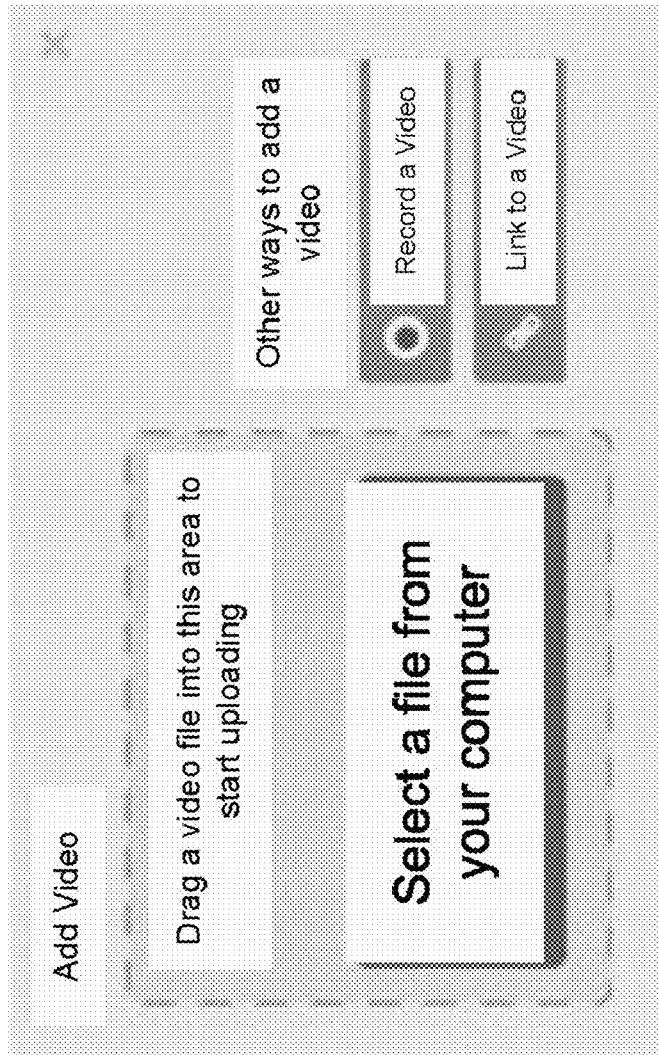 Add Video
Drag a video file into this area to
start uploading
Select a file from
your computer
Other ways to add a
video
Record a Video
Link to a Video